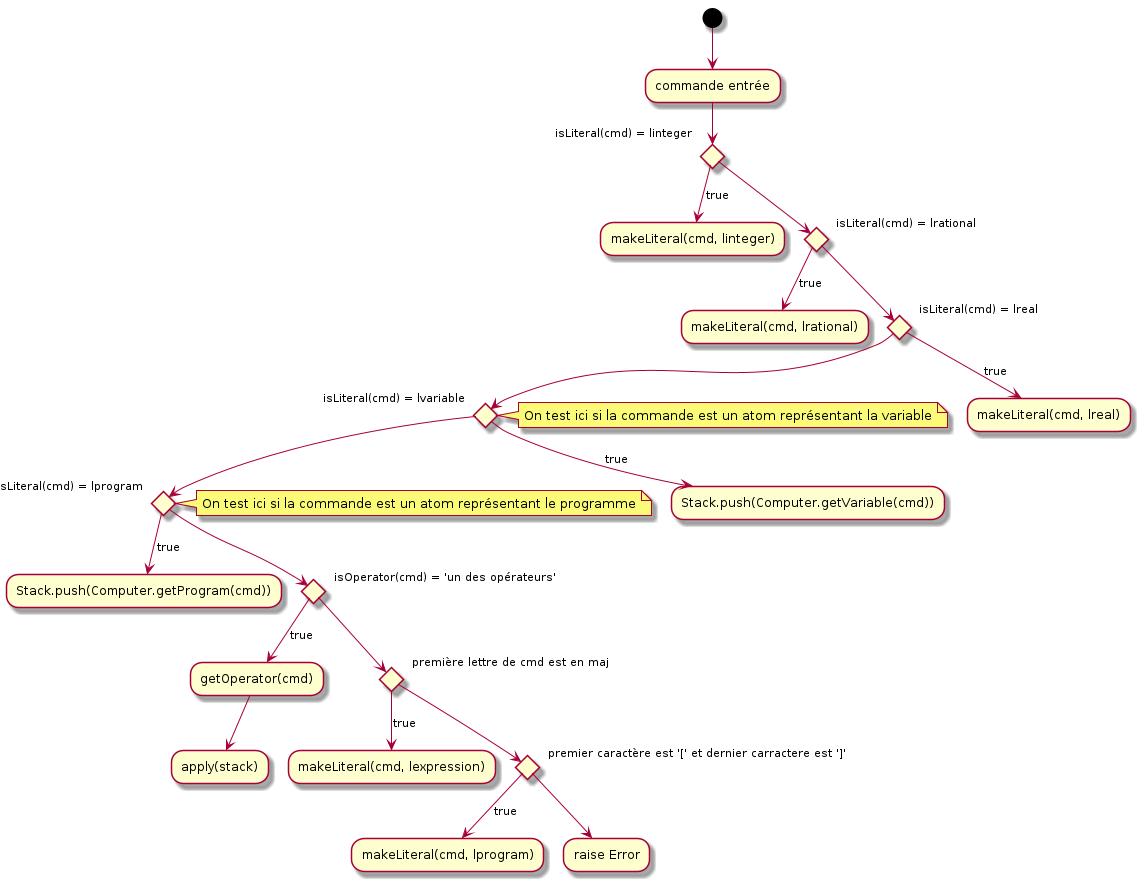 commande entrée
isLiteral(cmd) = linteger
true
makeLiteral(cmd, linteger)
isLiteral(cmd) = lrational
true
makeLiteral(cmd, lrational)
isLiteral(cmd) = lreal
true
makeLiteral(cmd, lreal)
isLiteral(cmd) = lvariable
On test ici si la commande est un atom représentant la variable
true
Stack.push(Computer.getVariable(cmd))
sLiteral(cmd) = lprogram
On test ici si la commande est un atom représentant le programme
true
Stack.push(Computer.getProgram(cmd))
isOperator(cmd) = 'un des opérateurs'
true
getOperator(cmd)
première lettre de cmd est en maj
true
apply(stack)
makeLiteral(cmd, lexpression)
premier caractère est '[' et dernier carractere est ']'
true
makeLiteral(cmd, lprogram)
raise Error